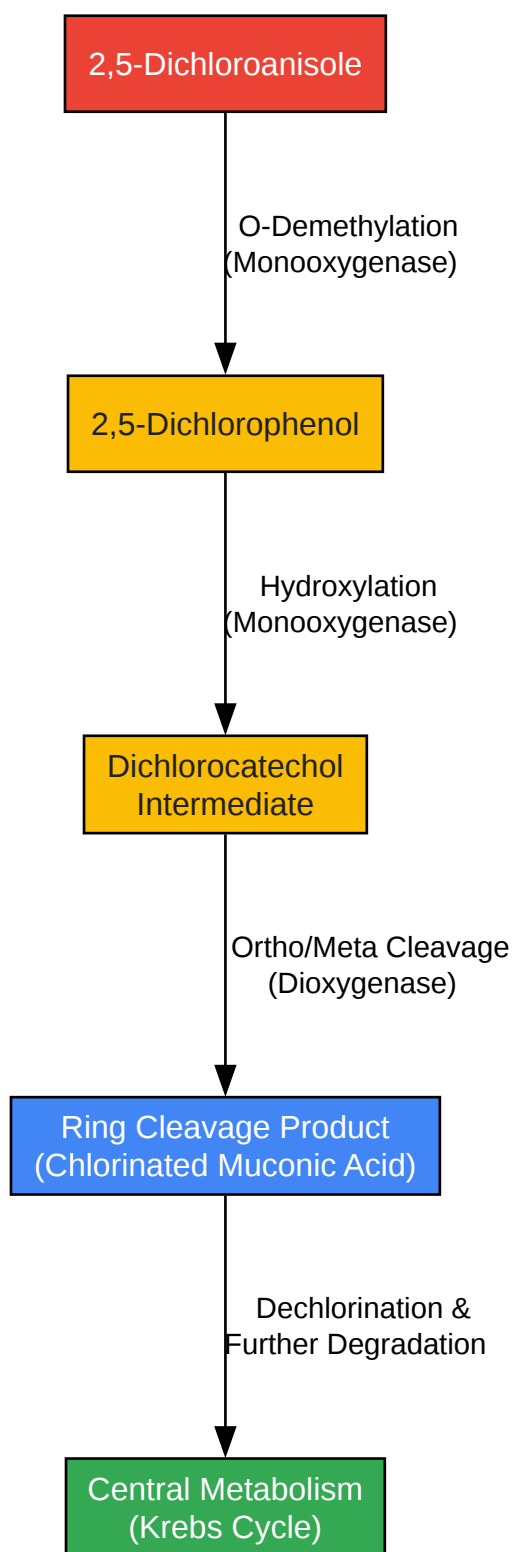 2,5-Dichloroanisole
O-Demethylation
(Monooxygenase)
2,5-Dichlorophenol
Hydroxylation
(Monooxygenase)
Dichlorocatechol
Intermediate
Ortho/Meta Cleavage
(Dioxygenase)
Ring Cleavage Product
(Chlorinated Muconic Acid)
Dechlorination &
Further Degradation
Central Metabolism
(Krebs Cycle)